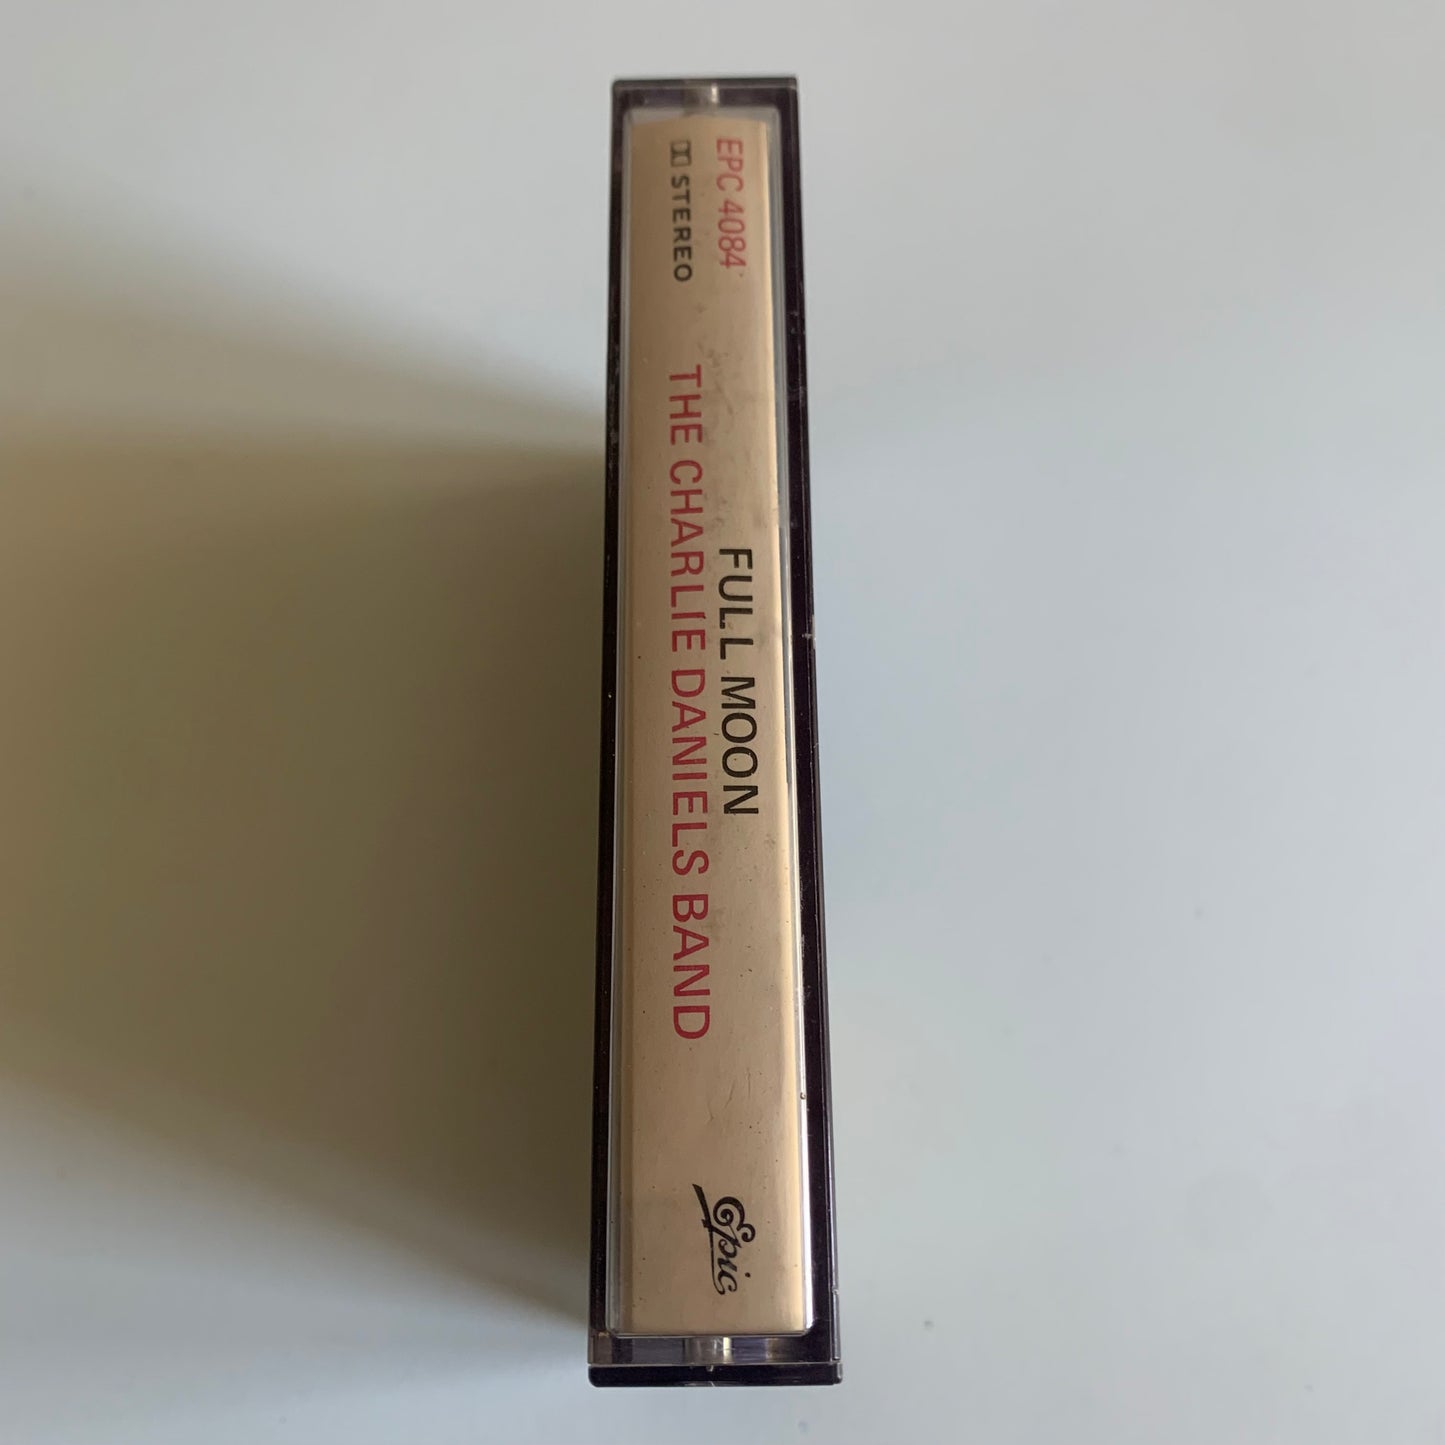 EPC 4084
STEREO
FULL MOON
THE CHARLIE DANIELS BAND
Epic